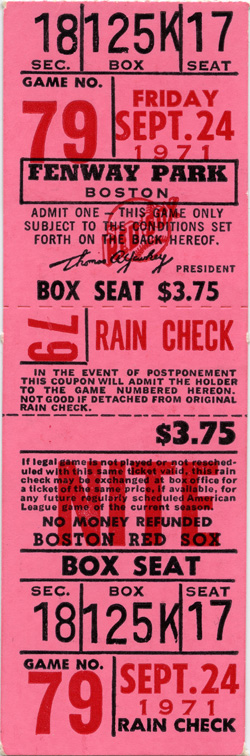 18 125K 17
SEC. BOX SEAT
GAME NO.
79
FRIDAY
SEPT. 24
1971
FENWAY PARK
BOSTON
ADMIT ONE – THIS GAME ONLY
SUBJECT TO THE CONDITIONS SET
FORTH ON THE BACK HEREOF.
Thomas A Yawkey
PRESIDENT
BOX SEAT $3.75
79
RAIN CHECK
IN THE EVENT OF POSTPONEMENT
THIS COUPON WILL ADMIT THE HOLDER
TO THE GAME NUMBERED HEREON.
NOT GOOD IF DETACHED FROM ORIGINAL
RAIN CHECK.
$3.75
If legal game is not played or not resched-
uled with this same ticket valid, this rain
check may be exchanged at box office for
a ticket of the same price, if available, for
any future regularly scheduled American
League game of the current season.
NITE
NO MONEY REFUNDED
BOSTON RED SOX
BOX SEAT
SEC. BOX SEAT
18 125K 17
GAME NO.
79
SEPT. 24
1971
RAIN CHECK